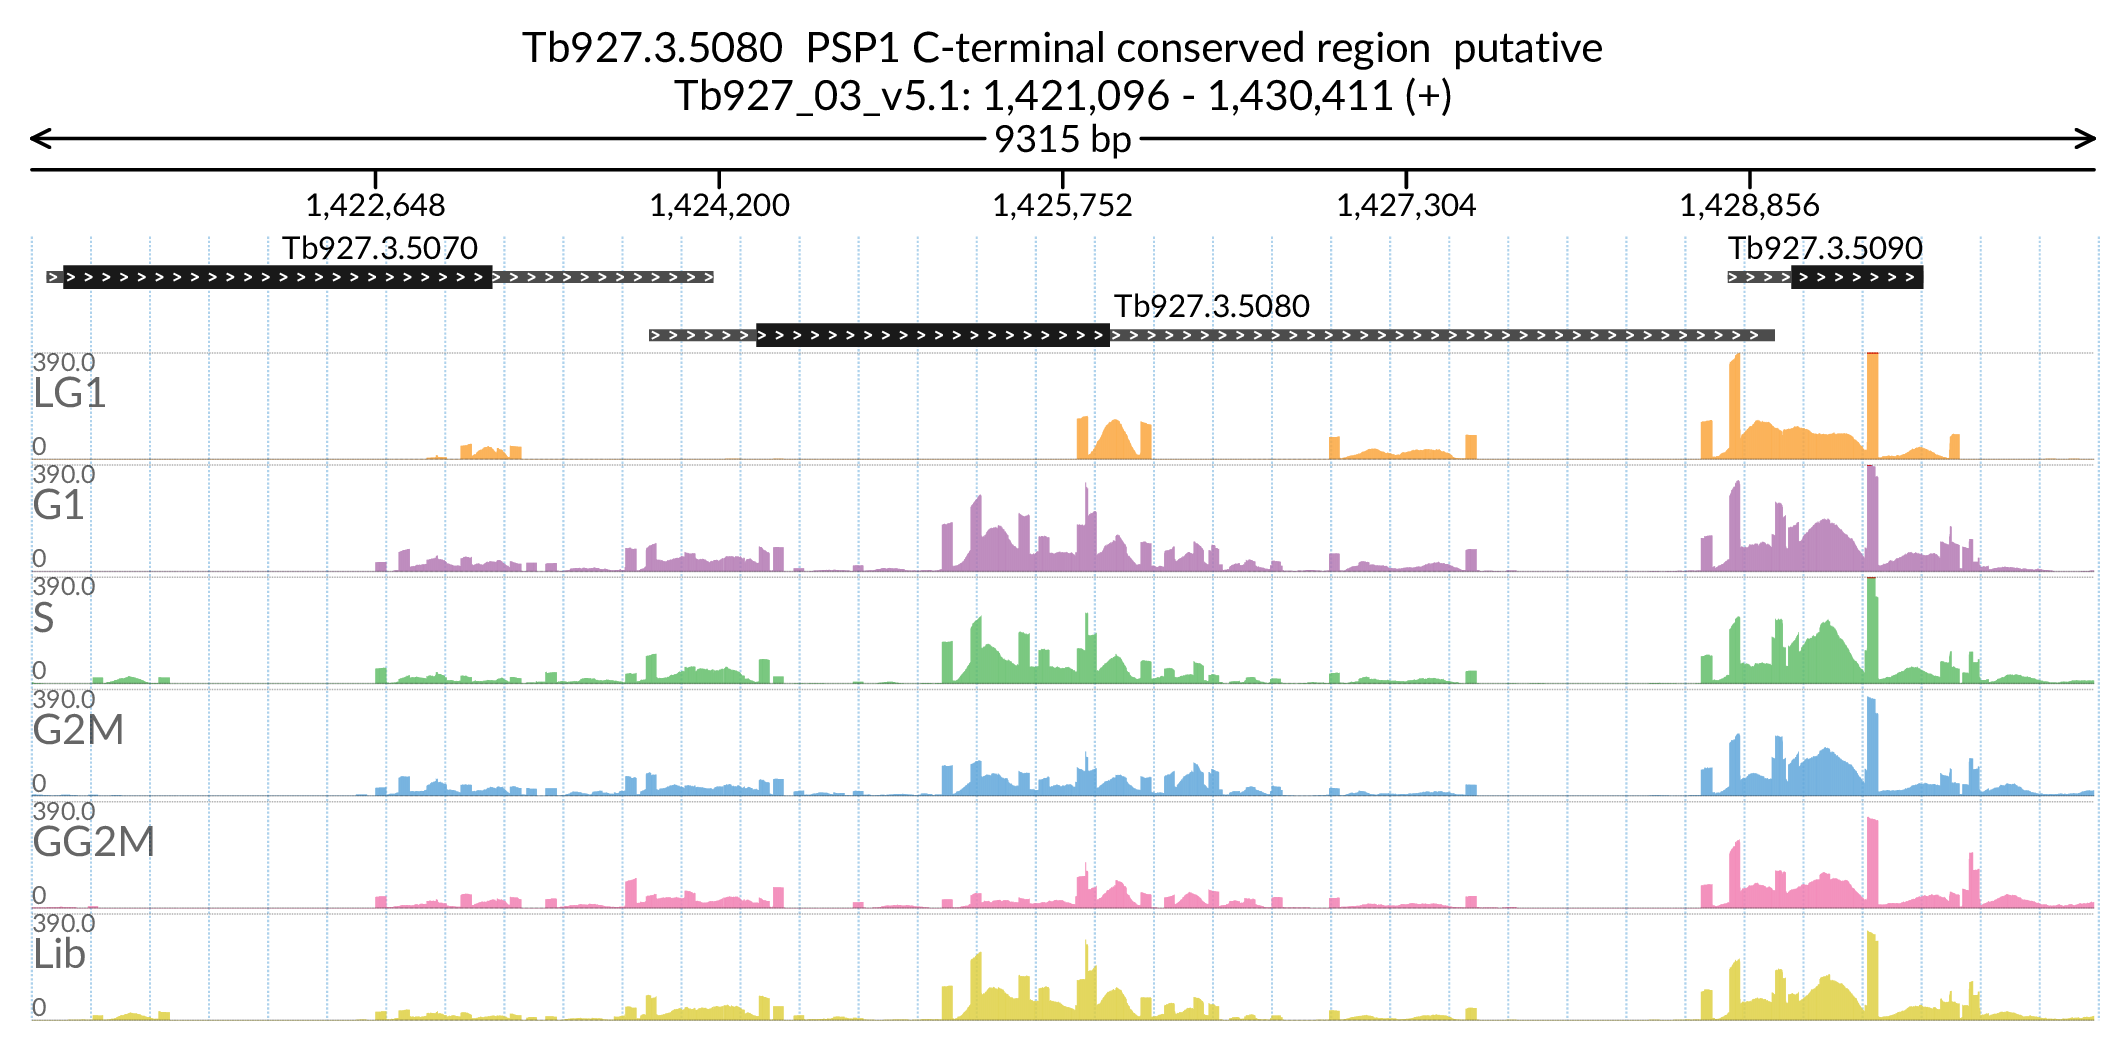 Tb927.3.5080  PSP1 C-terminal conserved region  putative
Tb927_03_v5.1: 1,421,096 - 1,430,411 (+)
9315 bp
1,422,648 1,424,200 1,425,752 1,427,304 1,428,856
Tb927.3.5070 Tb927.3.5090
Tb927.3.5080
390.0
LG1
0
390.0
G1
0
390.0
S
0
390.0
G2M
0
390.0
GG2M
0
390.0
Lib
0